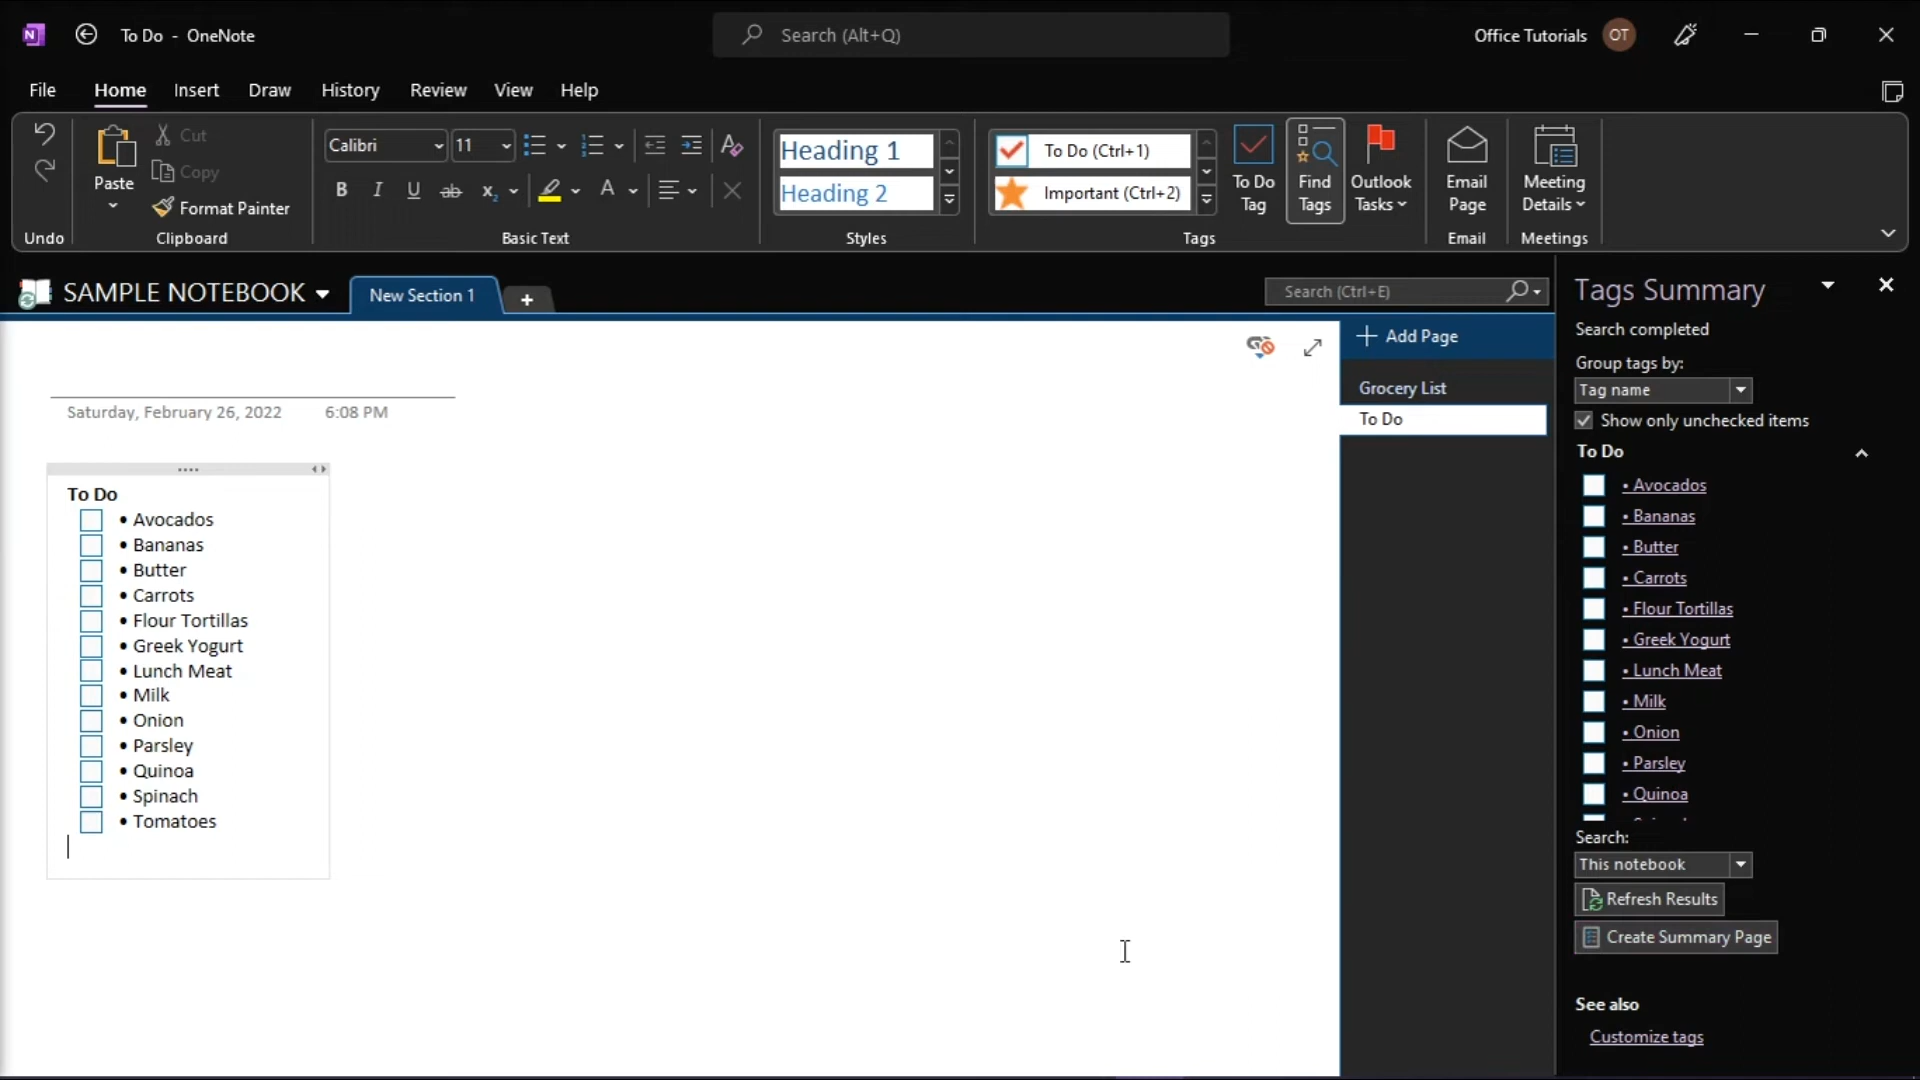 To Do - OneNote
Search (Alt+Q)
Office Tutorials OT
File Home Insert Draw History Review View Help
Undo
Paste
Cut
Copy
Format Painter
Clipboard
Calibri 11
B I U ab x₂ A
Basic Text
Heading 1
Heading 2
Styles
To Do (Ctrl+1)
Important (Ctrl+2)
To Do Tag
Find Tags
Outlook Tasks
Tags
Email Page
Email
Meeting Details
Meetings
SAMPLE NOTEBOOK
New Section 1
Search (Ctrl+E)
Saturday, February 26, 2022 6:08 PM
To Do
• Avocados
• Bananas
• Butter
• Carrots
• Flour Tortillas
• Greek Yogurt
• Lunch Meat
• Milk
• Onion
• Parsley
• Quinoa
• Spinach
• Tomatoes
Add Page
Grocery List
To Do
Tags Summary
Search completed
Group tags by:
Tag name
Show only unchecked items
To Do
• Avocados
• Bananas
• Butter
• Carrots
• Flour Tortillas
• Greek Yogurt
• Lunch Meat
• Milk
• Onion
• Parsley
• Quinoa
Search:
This notebook
Refresh Results
Create Summary Page
See also
Customize tags